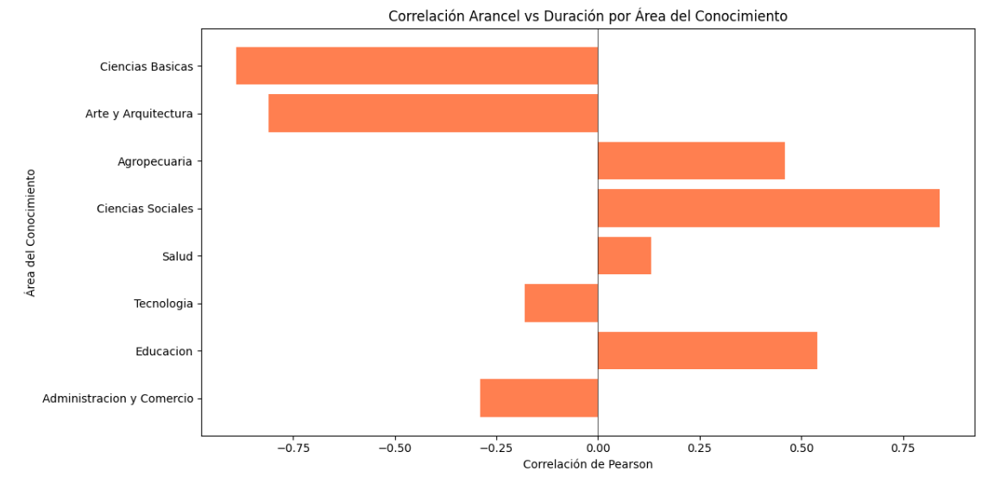 Correlación Arancel vs Duración por Área del Conocimiento
Área del Conocimiento
Ciencias Basicas
Arte y Arquitectura
Agropecuaria
Ciencias Sociales
Salud
Tecnologia
Educacion
Administracion y Comercio
−0.75 −0.50 −0.25 0.00 0.25 0.50 0.75
Correlación de Pearson